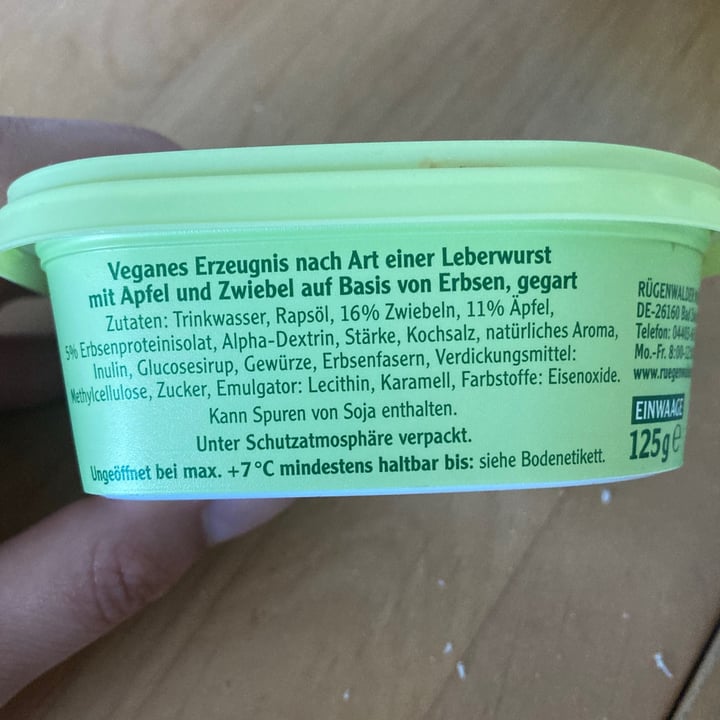 Veganes Erzeugnis nach Art einer Leberwurst
mit Apfel und Zwiebel auf Basis von Erbsen, gegart
Zutaten: Trinkwasser, Rapsöl, 16% Zwiebeln, 11% Äpfel,
5% Erbsenproteinisolat, Alpha-Dextrin, Stärke, Kochsalz, natürliches Aroma,
Inulin, Glucosesirup, Gewürze, Erbsenfasern, Verdickungsmittel:
Methylcellulose, Zucker, Emulgator: Lecithin, Karamell, Farbstoffe: Eisenoxide.
Kann Spuren von Soja enthalten.
Unter Schutzatmosphäre verpackt.
Ungeöffnet bei max. +7°C mindestens haltbar bis: siehe Bodenetikett.
RÜGENWALDER
DE-26160 Bad
Telefon:
Mo.-Fr. 8:00-
EINWAAGE
125g e